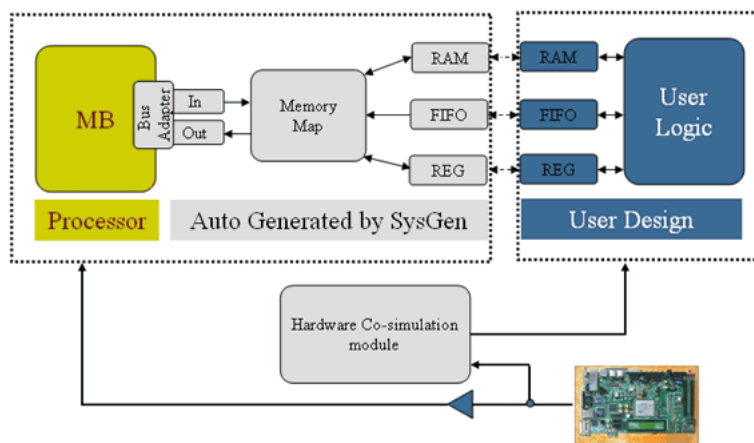 MB
Bus
Adapter
In
Out
Memory
Map
RAM
FIFO
REG
RAM
FIFO
REG
User
Logic
Processor
Auto Generated by SysGen
User Design
Hardware Co-simulation
module